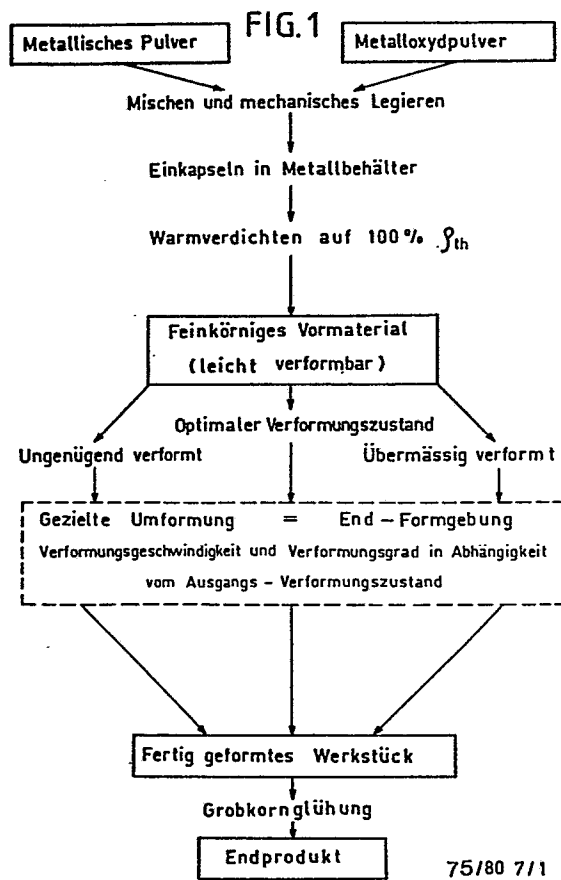 FIG.1
Metallisches Pulver
Metalloxydpulver
Mischen und mechanisches Legieren
Einkapseln in Metallbehälter
Warmverdichten auf 100% ρth
Feinkörniges Vormaterial
(leicht verformbar)
Optimaler Verformungszustand
Ungenügend verformt
Übermässig verformt
Gezielte Umformung = End-Formgebung
Verformungsgeschwindigkeit und Verformungsgrad in Abhängigkeit
vom Ausgangs-Verformungszustand
Fertig geformtes Werkstück
Grobkornglühung
Endprodukt
75/80 7/1